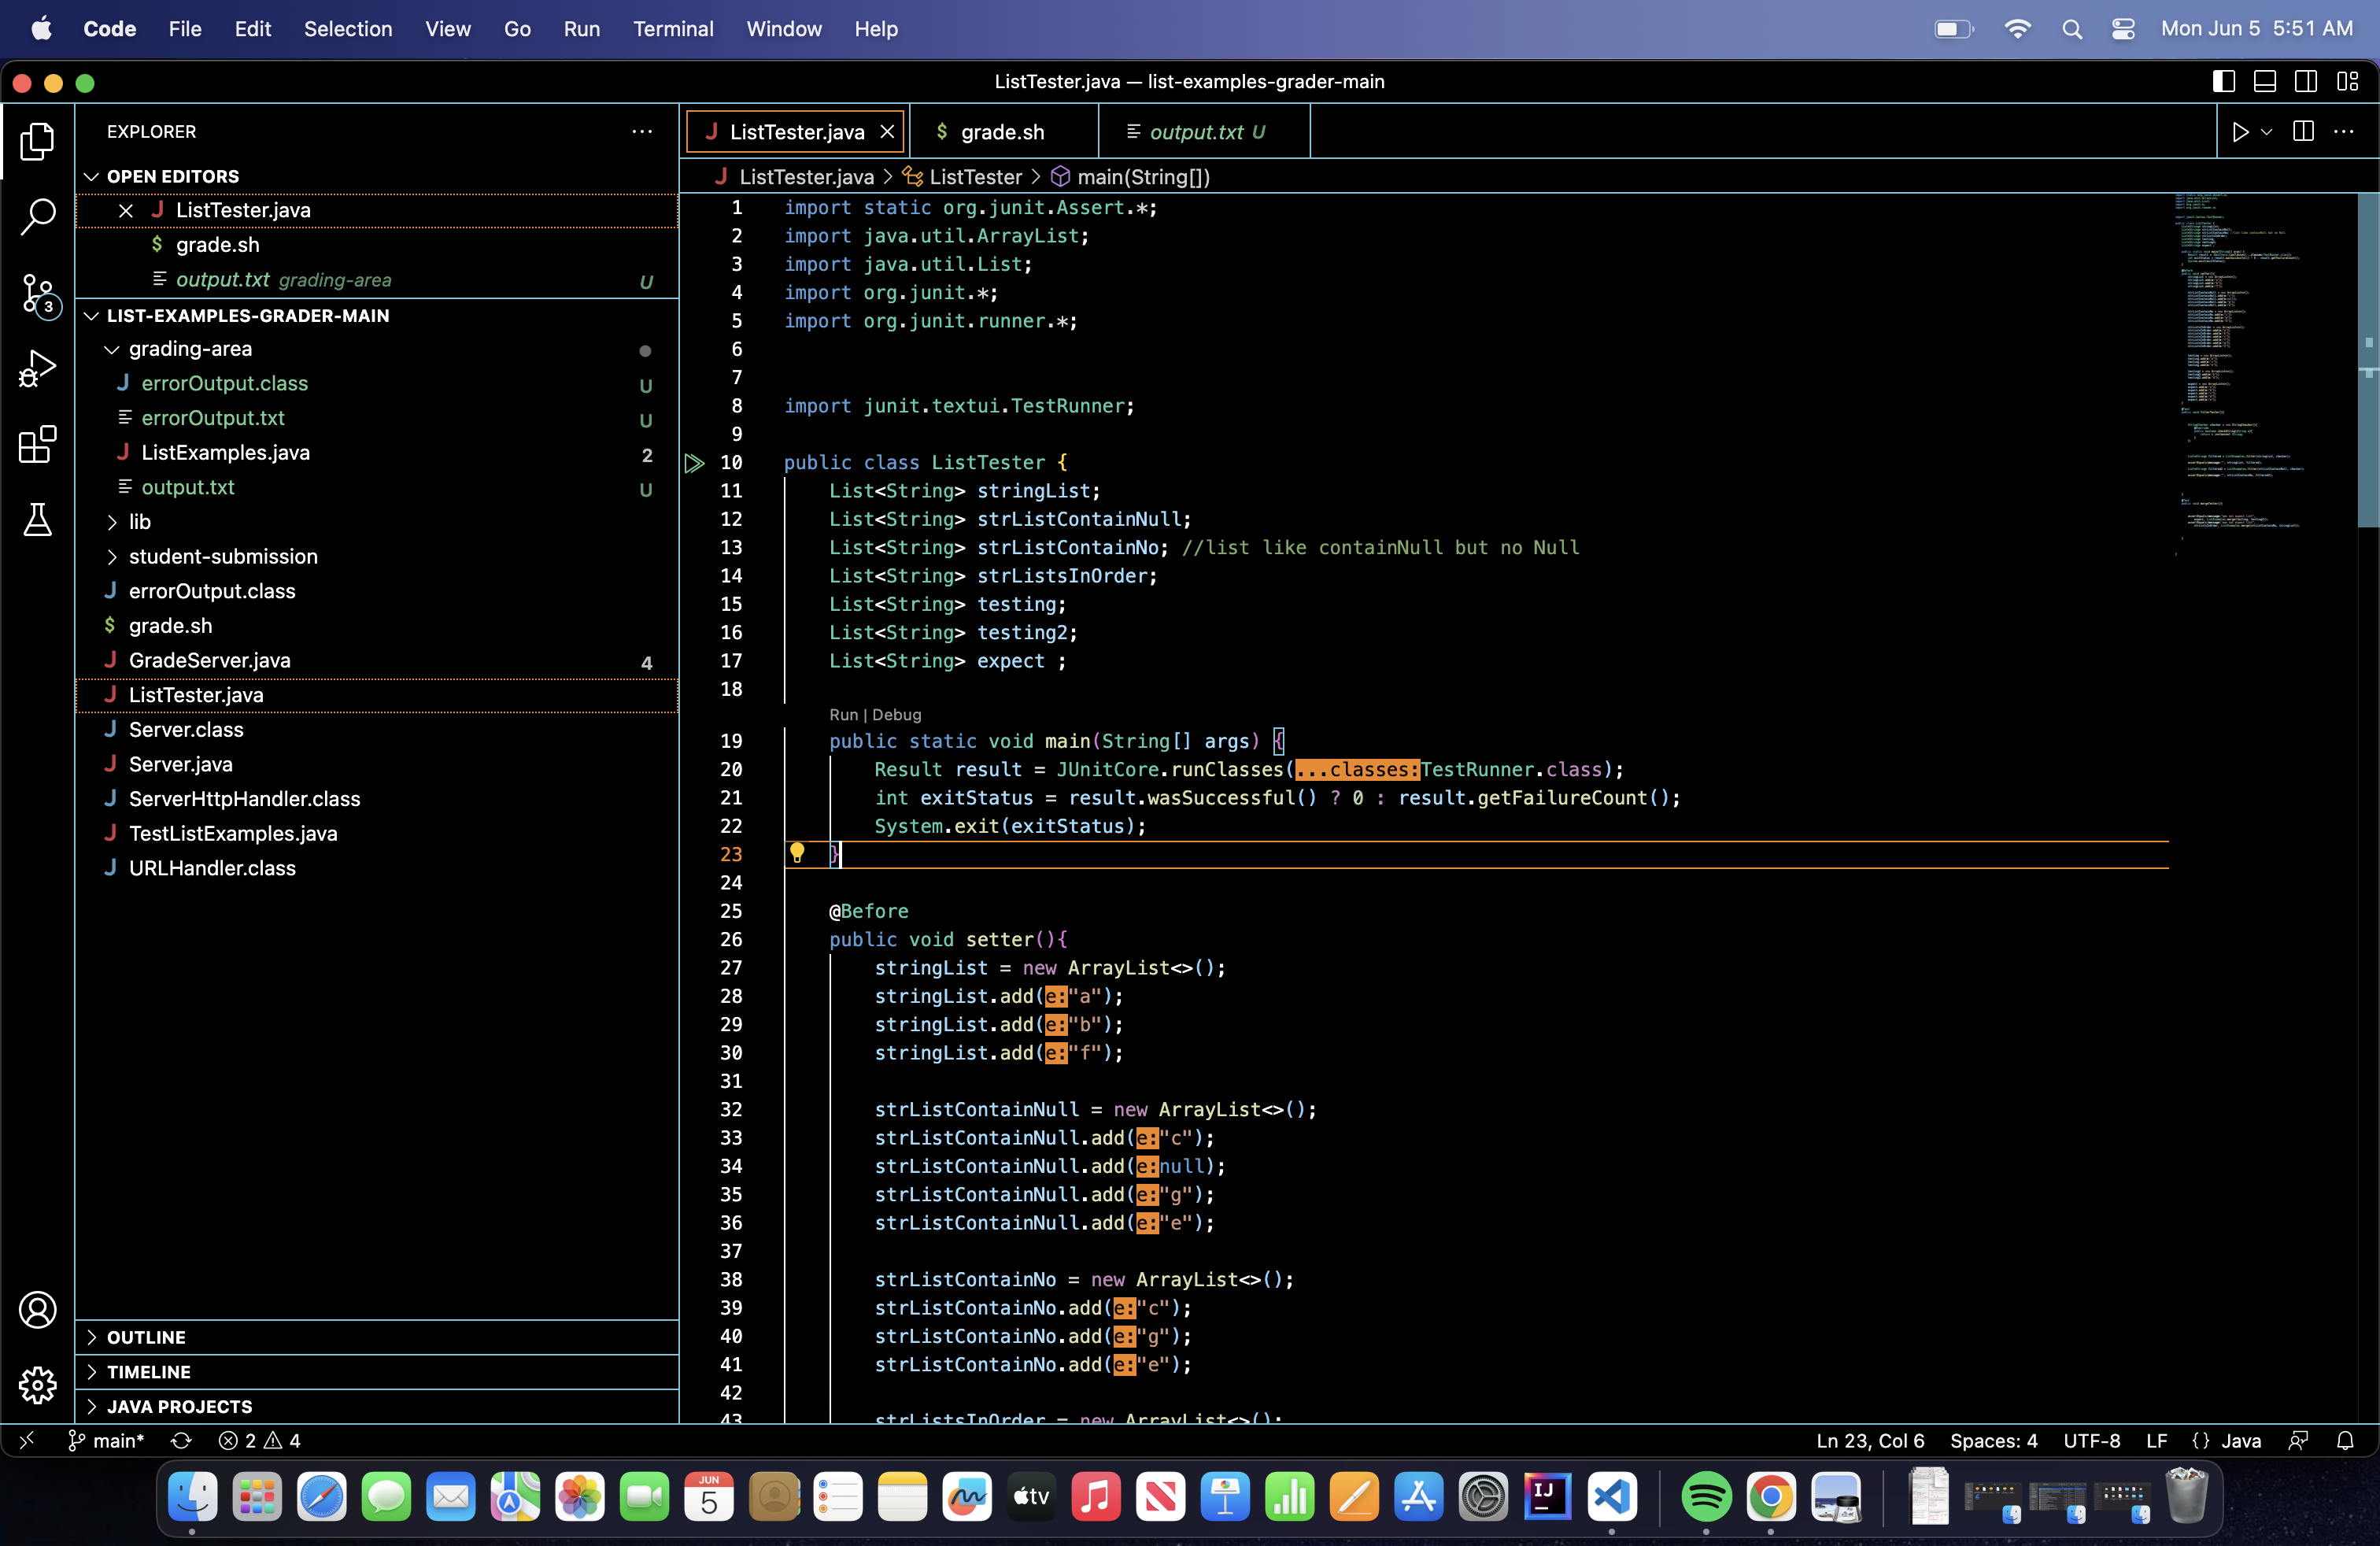 Code File Edit Selection View Go Run Terminal Window Help Mon Jun 5 5:51 AM
ListTester.java — list-examples-grader-main
EXPLORER
OPEN EDITORS
ListTester.java
grade.sh
output.txt grading-area U
LIST-EXAMPLES-GRADER-MAIN
grading-area
errorOutput.class U
errorOutput.txt U
ListExamples.java 2
output.txt U
lib
student-submission
errorOutput.class
grade.sh
GradeServer.java 4
ListTester.java
Server.class
Server.java
ServerHttpHandler.class
TestListExamples.java
URLHandler.class
OUTLINE
TIMELINE
JAVA PROJECTS
3
ListTester.java grade.sh output.txt U
ListTester.java > ListTester > main(String[])
1 import static org.junit.Assert.*;
2 import java.util.ArrayList;
3 import java.util.List;
4 import org.junit.*;
5 import org.junit.runner.*;
6
7
8 import junit.textui.TestRunner;
9
10 public class ListTester {
11 List<String> stringList;
12 List<String> strListContainNull;
13 List<String> strListContainNo; //list like containNull but no Null
14 List<String> strListsInOrder;
15 List<String> testing;
16 List<String> testing2;
17 List<String> expect ;
18
Run | Debug
19 public static void main(String[] args) {
20 Result result = JUnitCore.runClasses(...classes:TestRunner.class);
21 int exitStatus = result.wasSuccessful() ? 0 : result.getFailureCount();
22 System.exit(exitStatus);
23 }
24
25 @Before
26 public void setter(){
27 stringList = new ArrayList<>();
28 stringList.add(e:"a");
29 stringList.add(e:"b");
30 stringList.add(e:"f");
31
32 strListContainNull = new ArrayList<>();
33 strListContainNull.add(e:"c");
34 strListContainNull.add(e:null);
35 strListContainNull.add(e:"g");
36 strListContainNull.add(e:"e");
37
38 strListContainNo = new ArrayList<>();
39 strListContainNo.add(e:"c");
40 strListContainNo.add(e:"g");
41 strListContainNo.add(e:"e");
42
43 strListsInOrder = new ArrayList<>();
main* 2 4 Ln 23, Col 6 Spaces: 4 UTF-8 LF {} Java
JUN
5
tv
IJ